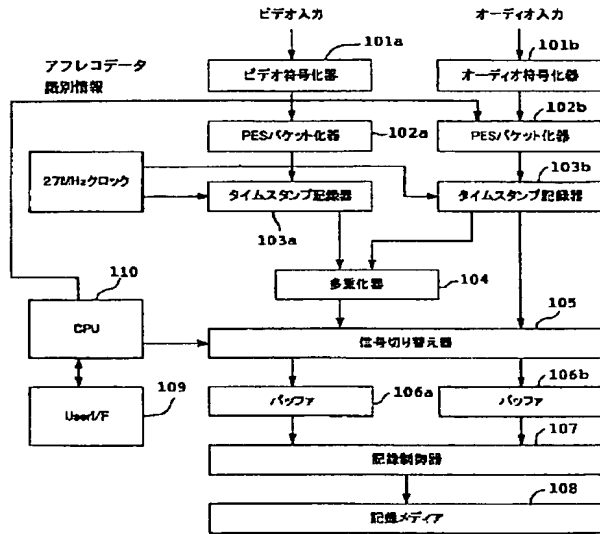 ビデオ入力
オーディオ入力
101a
101b
アフレコデータ
識別情報
ビデオ符号化器
オーディオ符号化器
102b
PESパケット化器
102a
PESパケット化器
103b
27MHzクロック
タイムスタンプ記録器
タイムスタンプ記録器
103a
110
多重化器
104
105
CPU
信号切り替え器
106b
UserI/F
109
バッファ
106a
バッファ
107
記録制御器
108
記録メディア